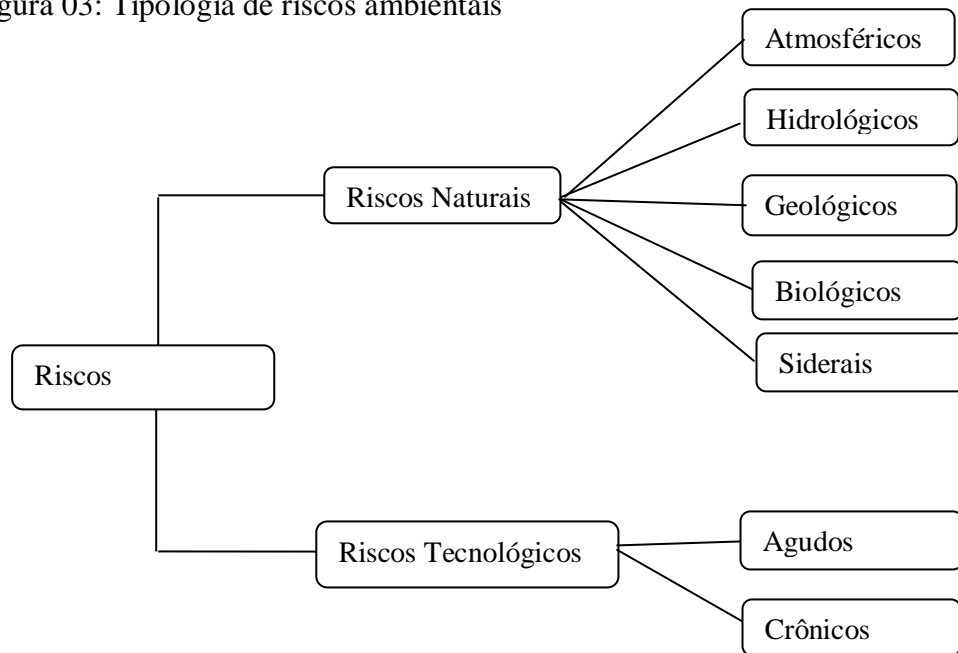 gura 03: Tipologia de riscos ambientais
Atmosféricos
Hidrológicos
Riscos Naturais
Geológicos
Biológicos
Siderais
Riscos
Riscos Tecnológicos
Agudos
Crônicos